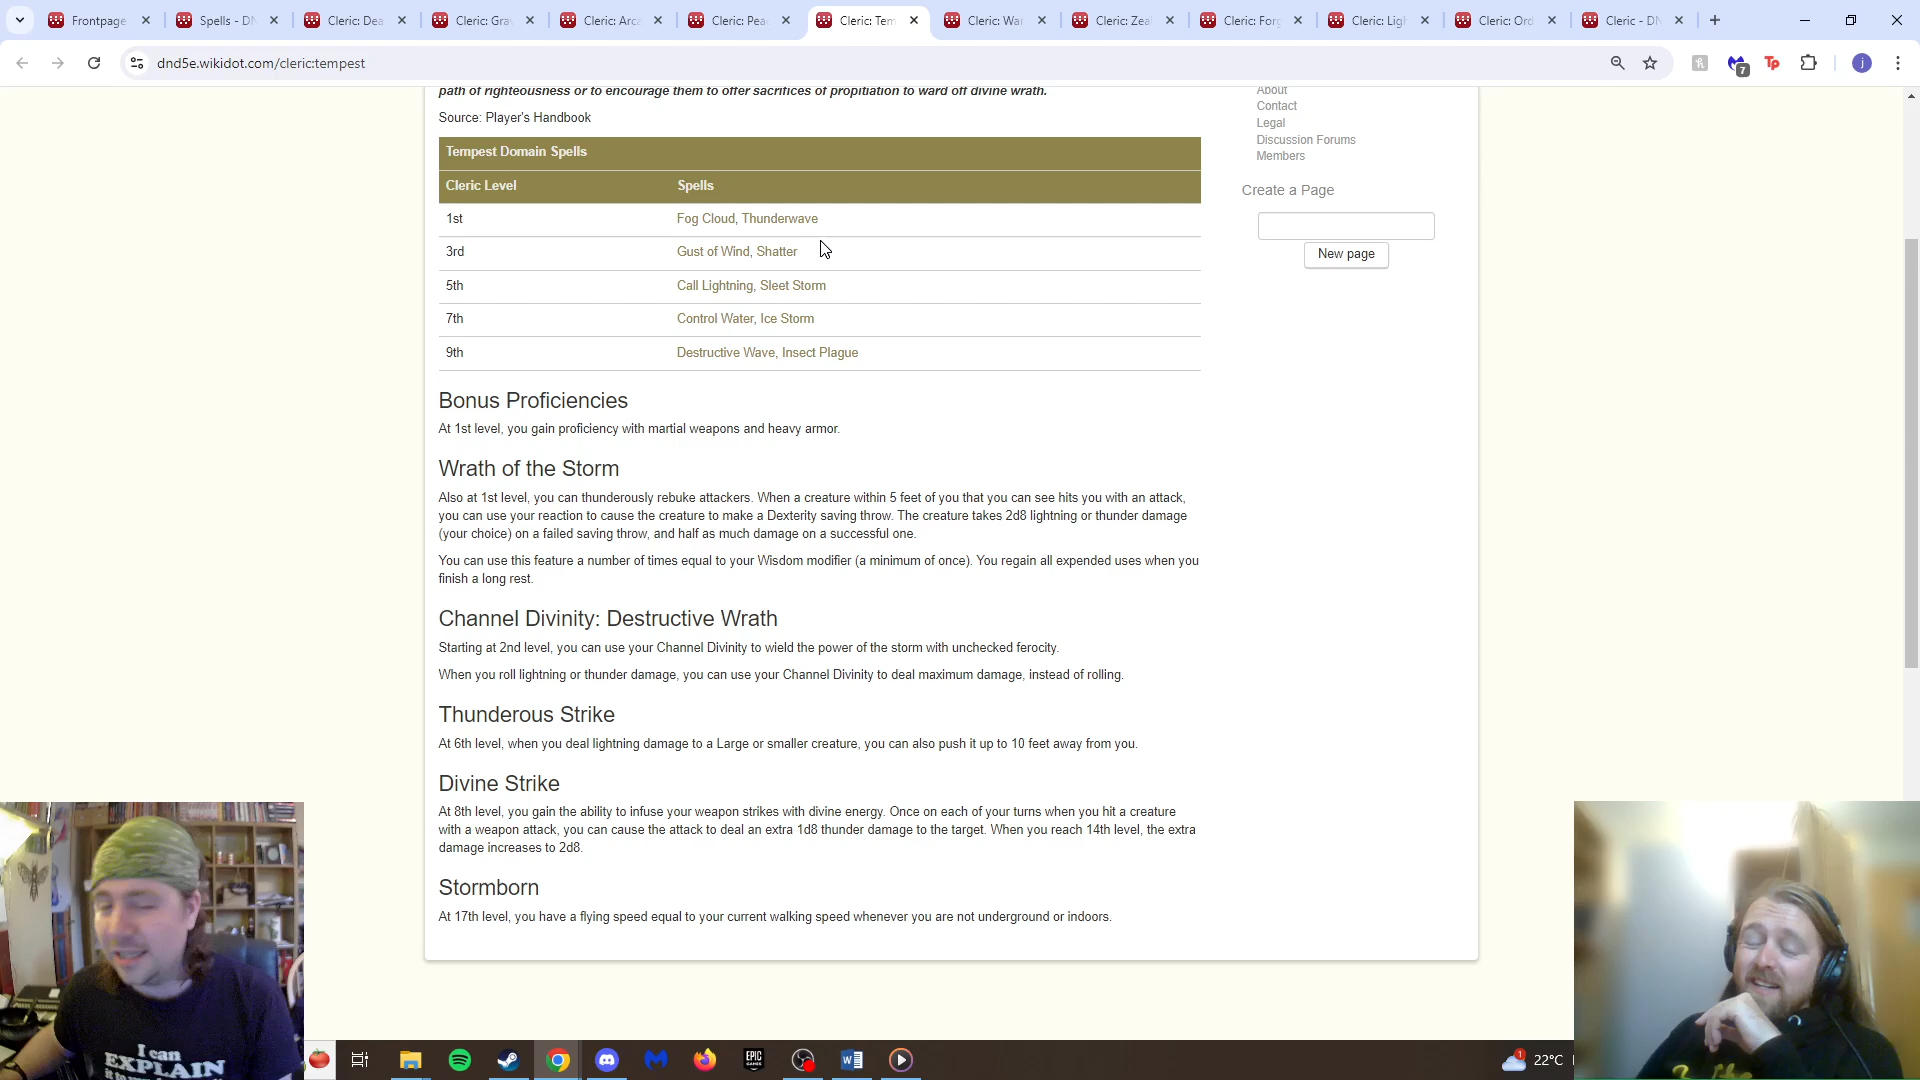 Frontpage
Spells - DN
Cleric: Dea
Cleric: Gra
Cleric: Arca
Cleric: Peac
Cleric: Tem
Cleric: War
Cleric: Zeal
Cleric: Forg
Cleric: Ligh
Cleric: Ord
Cleric - DN
dnd5e.wikidot.com/cleric:tempest
7
Tp
j
path of righteousness or to encourage them to offer sacrifices of propitiation to ward off divine wrath.
Source: Player's Handbook
Tempest Domain Spells
Cleric Level Spells
1st Fog Cloud, Thunderwave
3rd Gust of Wind, Shatter
5th Call Lightning, Sleet Storm
7th Control Water, Ice Storm
9th Destructive Wave, Insect Plague
Bonus Proficiencies
At 1st level, you gain proficiency with martial weapons and heavy armor.
Wrath of the Storm
Also at 1st level, you can thunderously rebuke attackers. When a creature within 5 feet of you that you can see hits you with an attack,
you can use your reaction to cause the creature to make a Dexterity saving throw. The creature takes 2d8 lightning or thunder damage
(your choice) on a failed saving throw, and half as much damage on a successful one.
You can use this feature a number of times equal to your Wisdom modifier (a minimum of once). You regain all expended uses when you
finish a long rest.
Channel Divinity: Destructive Wrath
Starting at 2nd level, you can use your Channel Divinity to wield the power of the storm with unchecked ferocity.
When you roll lightning or thunder damage, you can use your Channel Divinity to deal maximum damage, instead of rolling.
Thunderous Strike
At 6th level, when you deal lightning damage to a Large or smaller creature, you can also push it up to 10 feet away from you.
Divine Strike
At 8th level, you gain the ability to infuse your weapon strikes with divine energy. Once on each of your turns when you hit a creature
with a weapon attack, you can cause the attack to deal an extra 1d8 thunder damage to the target. When you reach 14th level, the extra
damage increases to 2d8.
Stormborn
At 17th level, you have a flying speed equal to your current walking speed whenever you are not underground or indoors.
About
Contact
Legal
Discussion Forums
Members
Create a Page
New page
I can
EXPLAIN
EPIC
GAMES
W
1
22°C